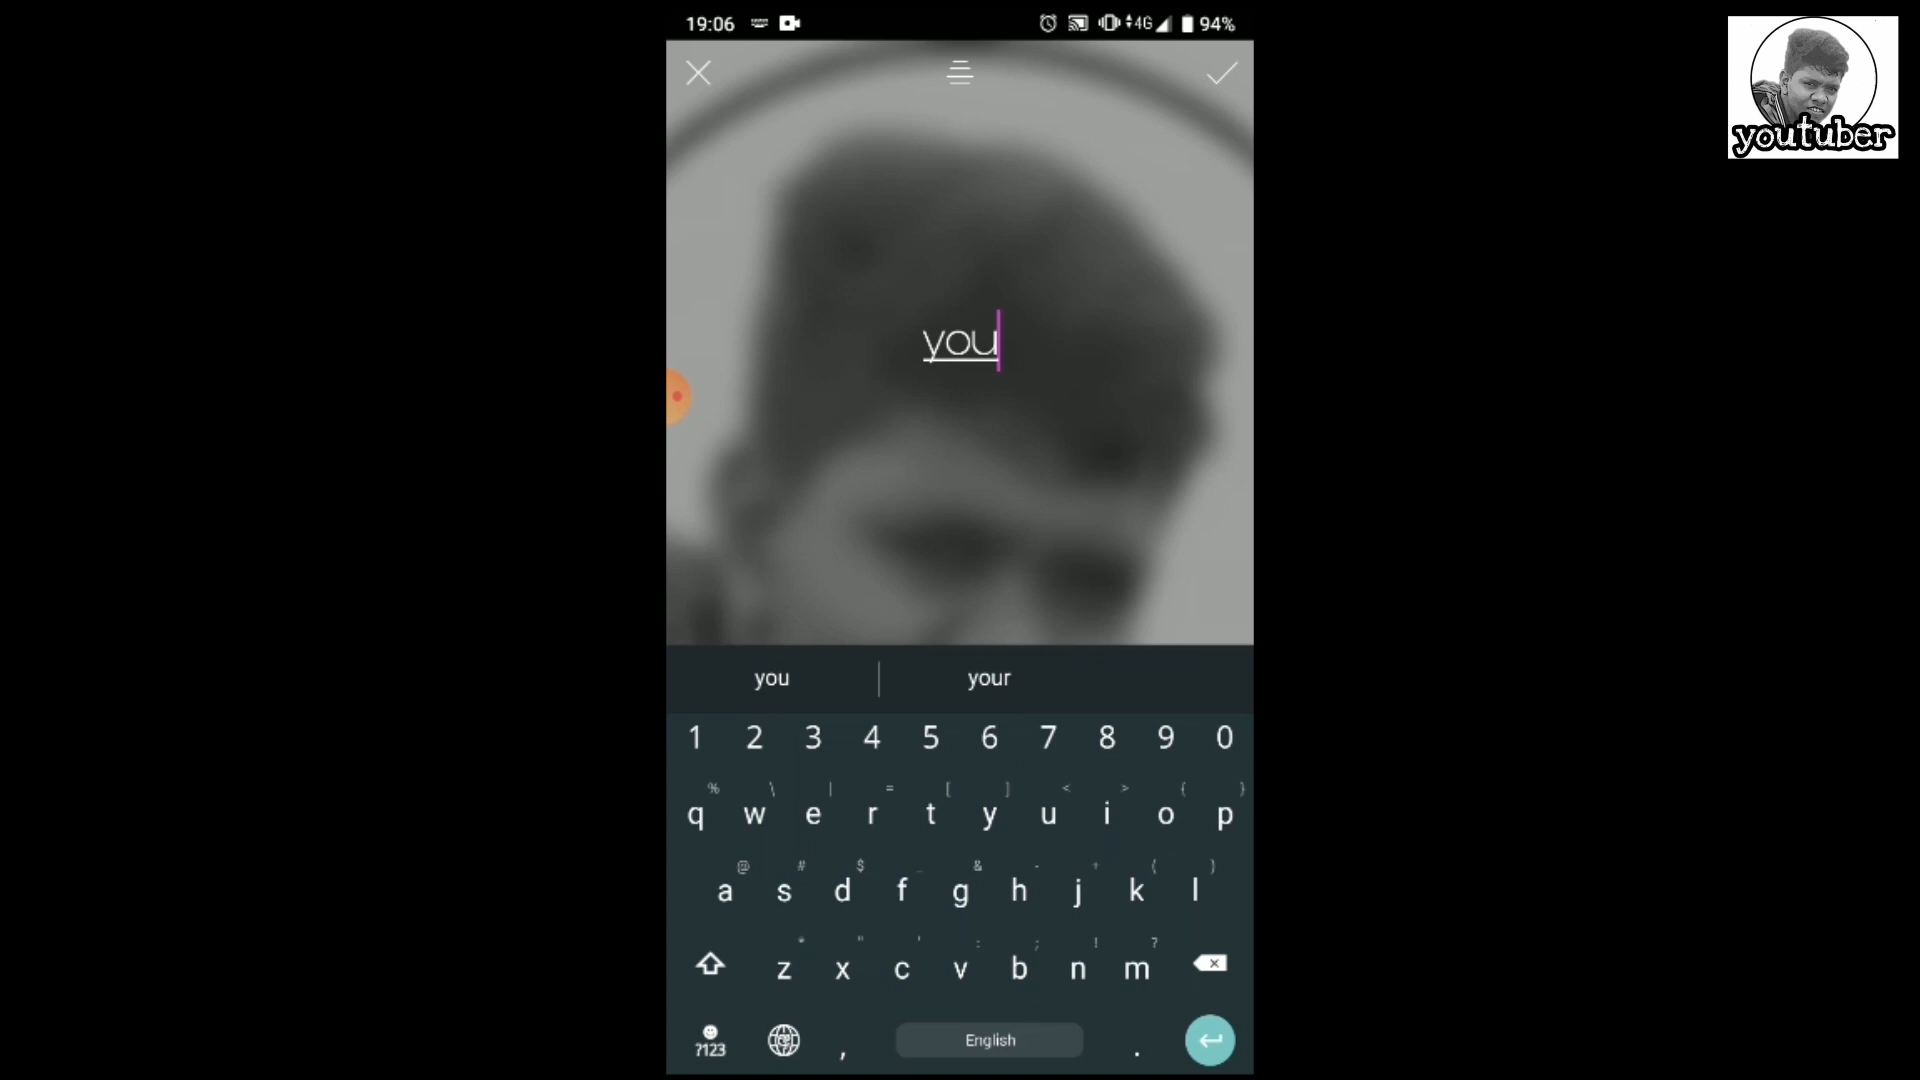 19:06 4G 94%
youtuber
you
you your
1 2 3 4 5 6 7 8 9 0
% \ | = [ ] < > { }
q w e r t y u i o p
@ # $ _ & - + ( )
a s d f g h j k l
* " ' : ; ! ?
z x c v b n m
?123 , English .